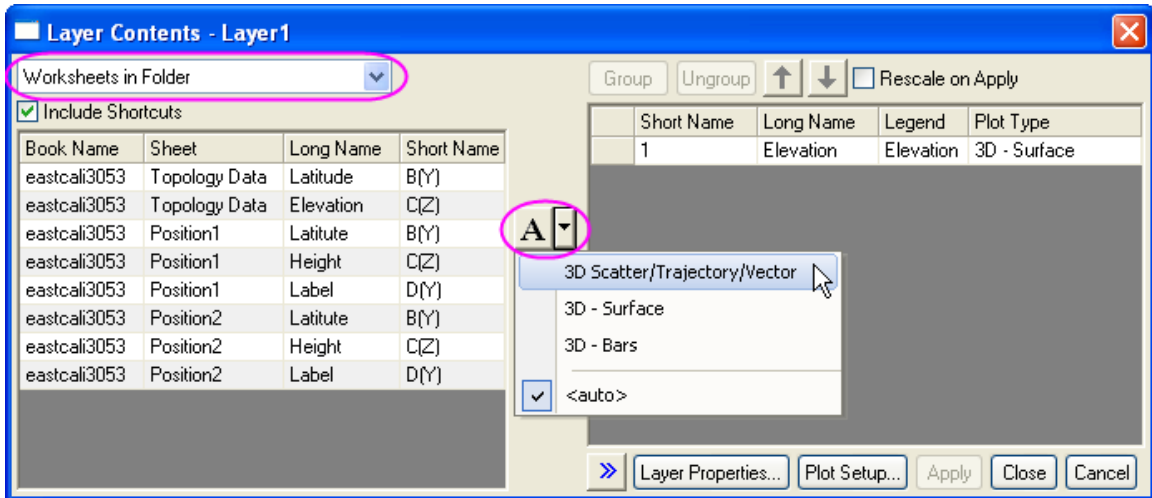 Layer Contents - Layer1
Worksheets in Folder
Group Ungroup Rescale on Apply
Include Shortcuts
Short Name Long Name Legend Plot Type
1 Elevation Elevation 3D - Surface
Book Name Sheet Long Name Short Name
eastcali3053 Topology Data Latitude B(Y)
eastcali3053 Topology Data Elevation C(Z)
eastcali3053 Position1 Latitute B(Y)
eastcali3053 Position1 Height C(Z)
eastcali3053 Position1 Label D(Y)
eastcali3053 Position2 Latitute B(Y)
eastcali3053 Position2 Height C(Z)
eastcali3053 Position2 Label D(Y)
A
3D Scatter/Trajectory/Vector
3D - Surface
3D - Bars
<auto>
Layer Properties... Plot Setup... Apply Close Cancel